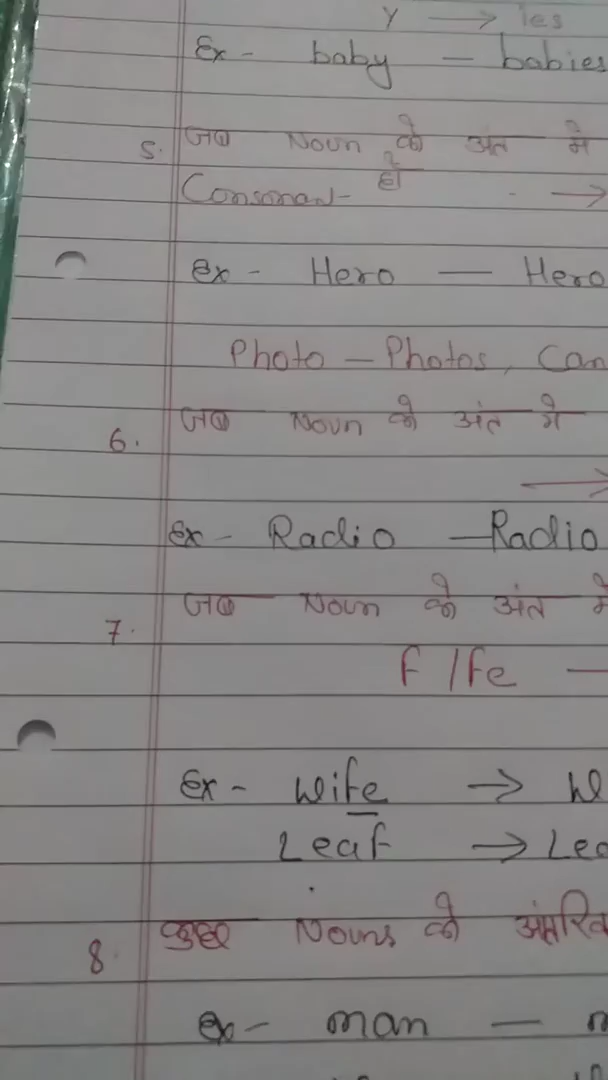 Y → ies
Ex - baby - babies
5. जब Noun के अंत मे
Consonant हो →
ex - Hero - Hero
Photo - Photos, Can
6. जब Noun के अंत मे
→
ex - Radio - Radio
7. जब Noun के अंत मे
F / Fe -
Ex - Wife → W
Leaf → Lea
8. कुछ Nouns के
ex - man - m